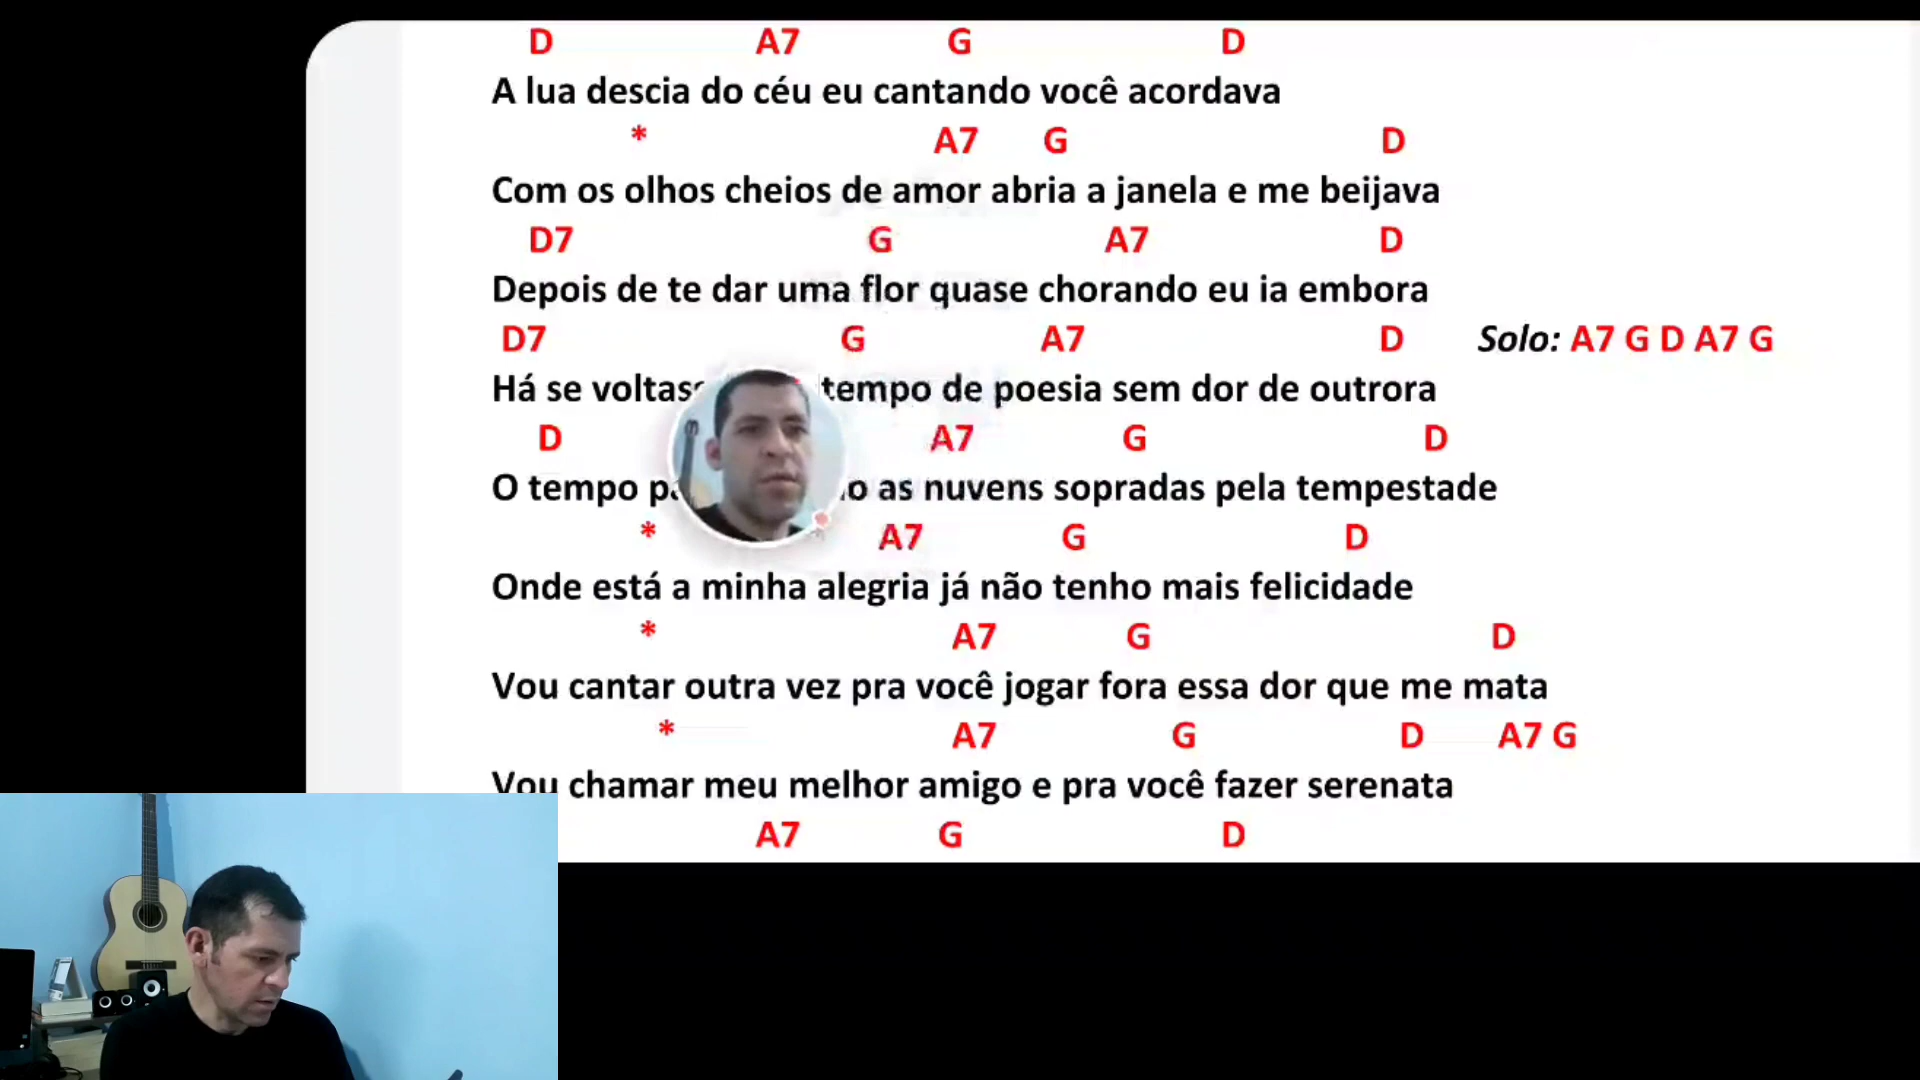 D A7 G D
A lua descia do céu eu cantando você acordava
* A7 G D
Com os olhos cheios de amor abria a janela e me beijava
D7 G A7 D
Depois de te dar uma flor quase chorando eu ia embora
D7 G A7 D Solo: A7 G D A7 G
Há se tempo de poesia sem dor de outrora
D A7 G D
O tempo as nuvens sopradas pela tempestade
* A7 G D
Onde está a minha alegria já não tenho mais felicidade
* A7 G D
Vou cantar outra vez pra você jogar fora essa dor que me mata
* A7 G D A7 G
Vou chamar meu melhor amigo e pra você fazer serenata
A7 G D